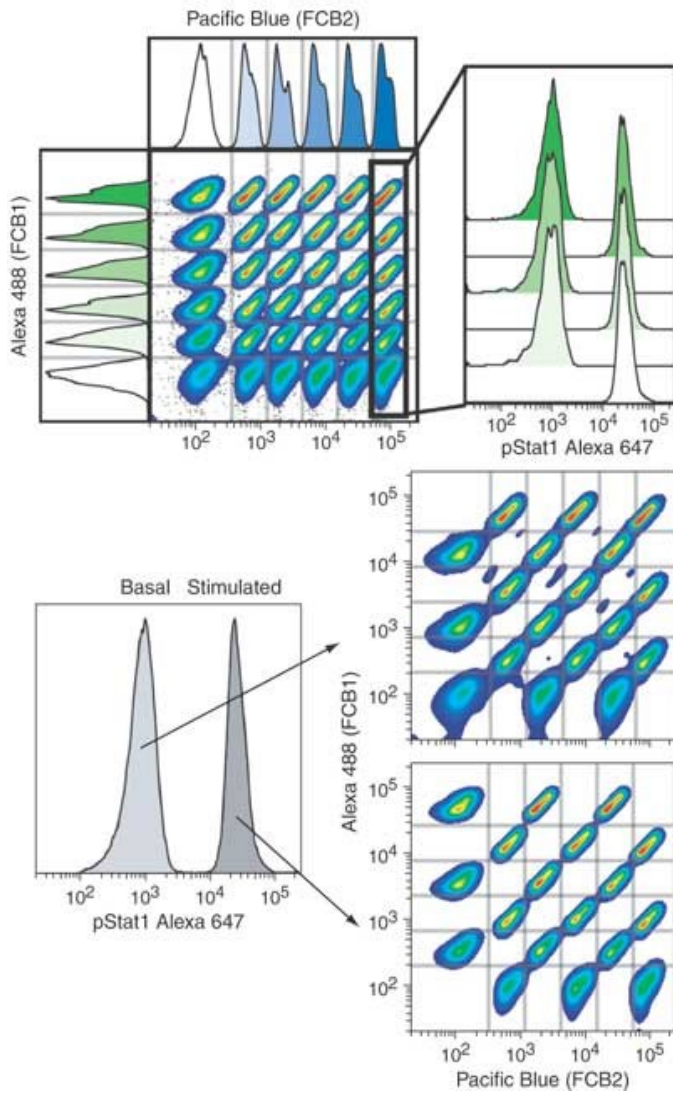 Pacific Blue (FCB2)
Alexa 488 (FCB1)
10² 10³ 10⁴ 10⁵
10² 10³ 10⁴ 10⁵
pStat1 Alexa 647
Basal Stimulated
10² 10³ 10⁴ 10⁵
pStat1 Alexa 647
Alexa 488 (FCB1)
10⁵
10⁴
10³
10²
10⁵
10⁴
10³
10²
10² 10³ 10⁴ 10⁵
Pacific Blue (FCB2)